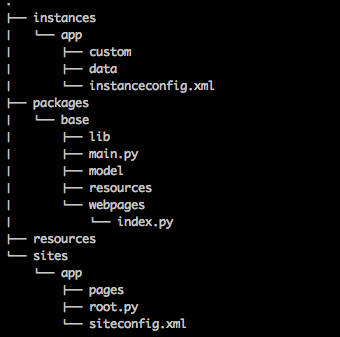 .
├── instances
│   └── app
│       ├── custom
│       ├── data
│       └── instanceconfig.xml
├── packages
│   └── base
│       ├── lib
│       ├── main.py
│       ├── model
│       ├── resources
│       └── webpages
│           └── index.py
├── resources
└── sites
    └── app
        ├── pages
        ├── root.py
        └── siteconfig.xml